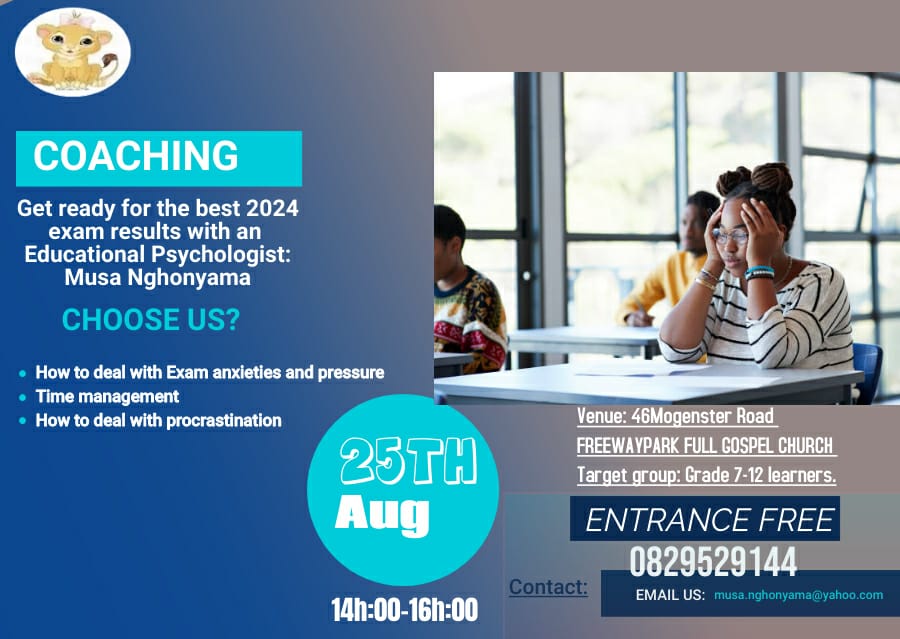 COACHING
Get ready for the best 2024
exam results with an
Educational Psychologist:
Musa Nghonyama
CHOOSE US?
How to deal with Exam anxieties and pressure
Time management
How to deal with procrastination
25TH
Aug
14h:00-16h:00
Venue: 46Mogenster Road
FREEWAYPARK FULL GOSPEL CHURCH
Target group: Grade 7-12 learners.
ENTRANCE FREE
0829529144
Contact:
EMAIL US: musa.nghonyama@yahoo.com